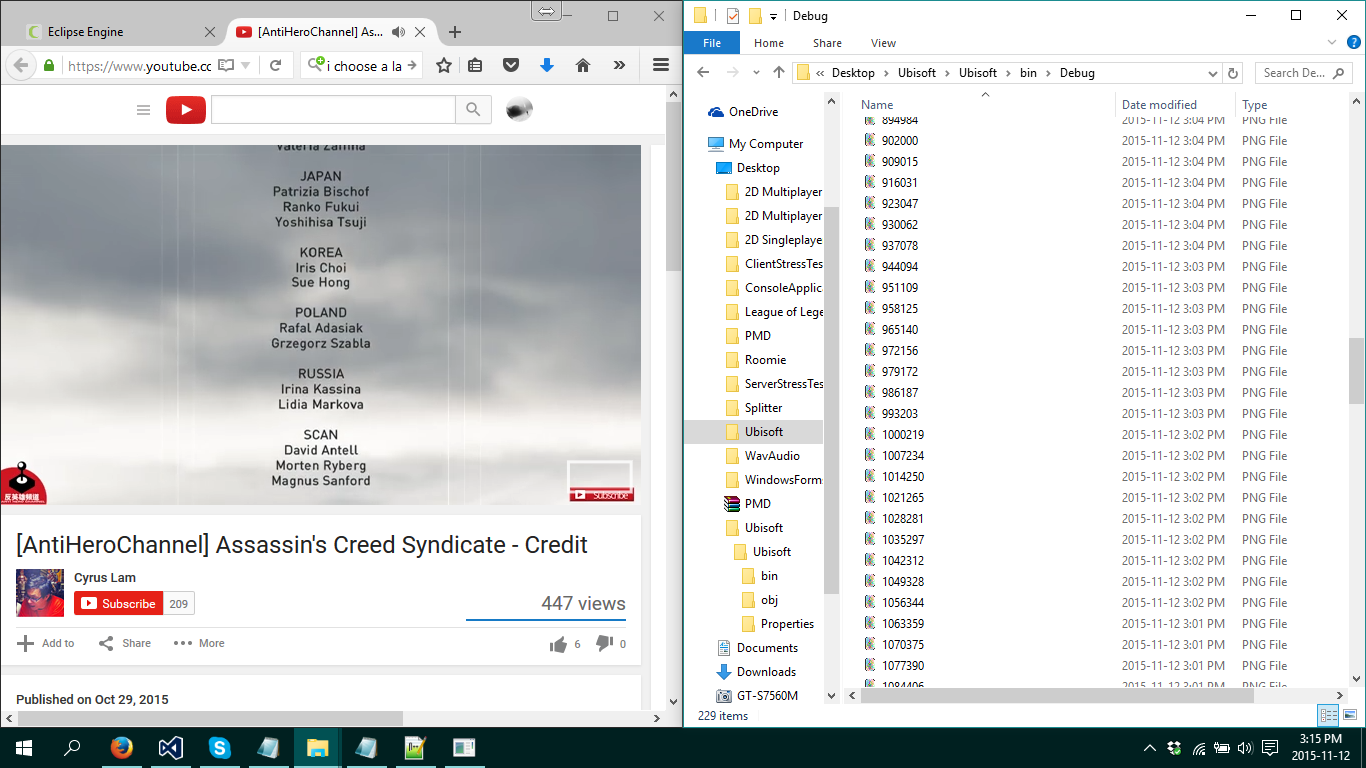 Eclipse Engine
[AntiHeroChannel] As...
https://www.youtube.cc
i choose a la
Valeria Zamma
JAPAN
Patrizia Bischof
Ranko Fukui
Yoshihisa Tsuji
KOREA
Iris Choi
Sue Hong
POLAND
Rafal Adasiak
Grzegorz Szabla
RUSSIA
Irina Kassina
Lidia Markova
SCAN
David Antell
Morten Ryberg
Magnus Sanford
反英雄頻道
Subscribe
[AntiHeroChannel] Assassin's Creed Syndicate - Credit
Cyrus Lam
Subscribe 209
447 views
Add to Share More 6 0
Published on Oct 29, 2015
Debug
File Home Share View
« Desktop › Ubisoft › Ubisoft › bin › Debug
Search De...
OneDrive
My Computer
Desktop
2D Multiplayer
2D Multiplayer
2D Singleplaye
ClientStressTes
ConsoleApplic
League of Lege
PMD
Roomie
ServerStressTes
Splitter
Ubisoft
WavAudio
WindowsForm
PMD
Ubisoft
Ubisoft
bin
obj
Properties
Documents
Downloads
GT-S7560M
Name Date modified Type
894984 2015-11-12 3:04 PM PNG File
902000 2015-11-12 3:04 PM PNG File
909015 2015-11-12 3:04 PM PNG File
916031 2015-11-12 3:04 PM PNG File
923047 2015-11-12 3:04 PM PNG File
930062 2015-11-12 3:04 PM PNG File
937078 2015-11-12 3:04 PM PNG File
944094 2015-11-12 3:03 PM PNG File
951109 2015-11-12 3:03 PM PNG File
958125 2015-11-12 3:03 PM PNG File
965140 2015-11-12 3:03 PM PNG File
972156 2015-11-12 3:03 PM PNG File
979172 2015-11-12 3:03 PM PNG File
986187 2015-11-12 3:03 PM PNG File
993203 2015-11-12 3:03 PM PNG File
1000219 2015-11-12 3:02 PM PNG File
1007234 2015-11-12 3:02 PM PNG File
1014250 2015-11-12 3:02 PM PNG File
1021265 2015-11-12 3:02 PM PNG File
1028281 2015-11-12 3:02 PM PNG File
1035297 2015-11-12 3:02 PM PNG File
1042312 2015-11-12 3:02 PM PNG File
1049328 2015-11-12 3:02 PM PNG File
1056344 2015-11-12 3:02 PM PNG File
1063359 2015-11-12 3:01 PM PNG File
1070375 2015-11-12 3:01 PM PNG File
1077390 2015-11-12 3:01 PM PNG File
1084406 2015-11-12 3:01 PM PNG File
229 items
3:15 PM
2015-11-12